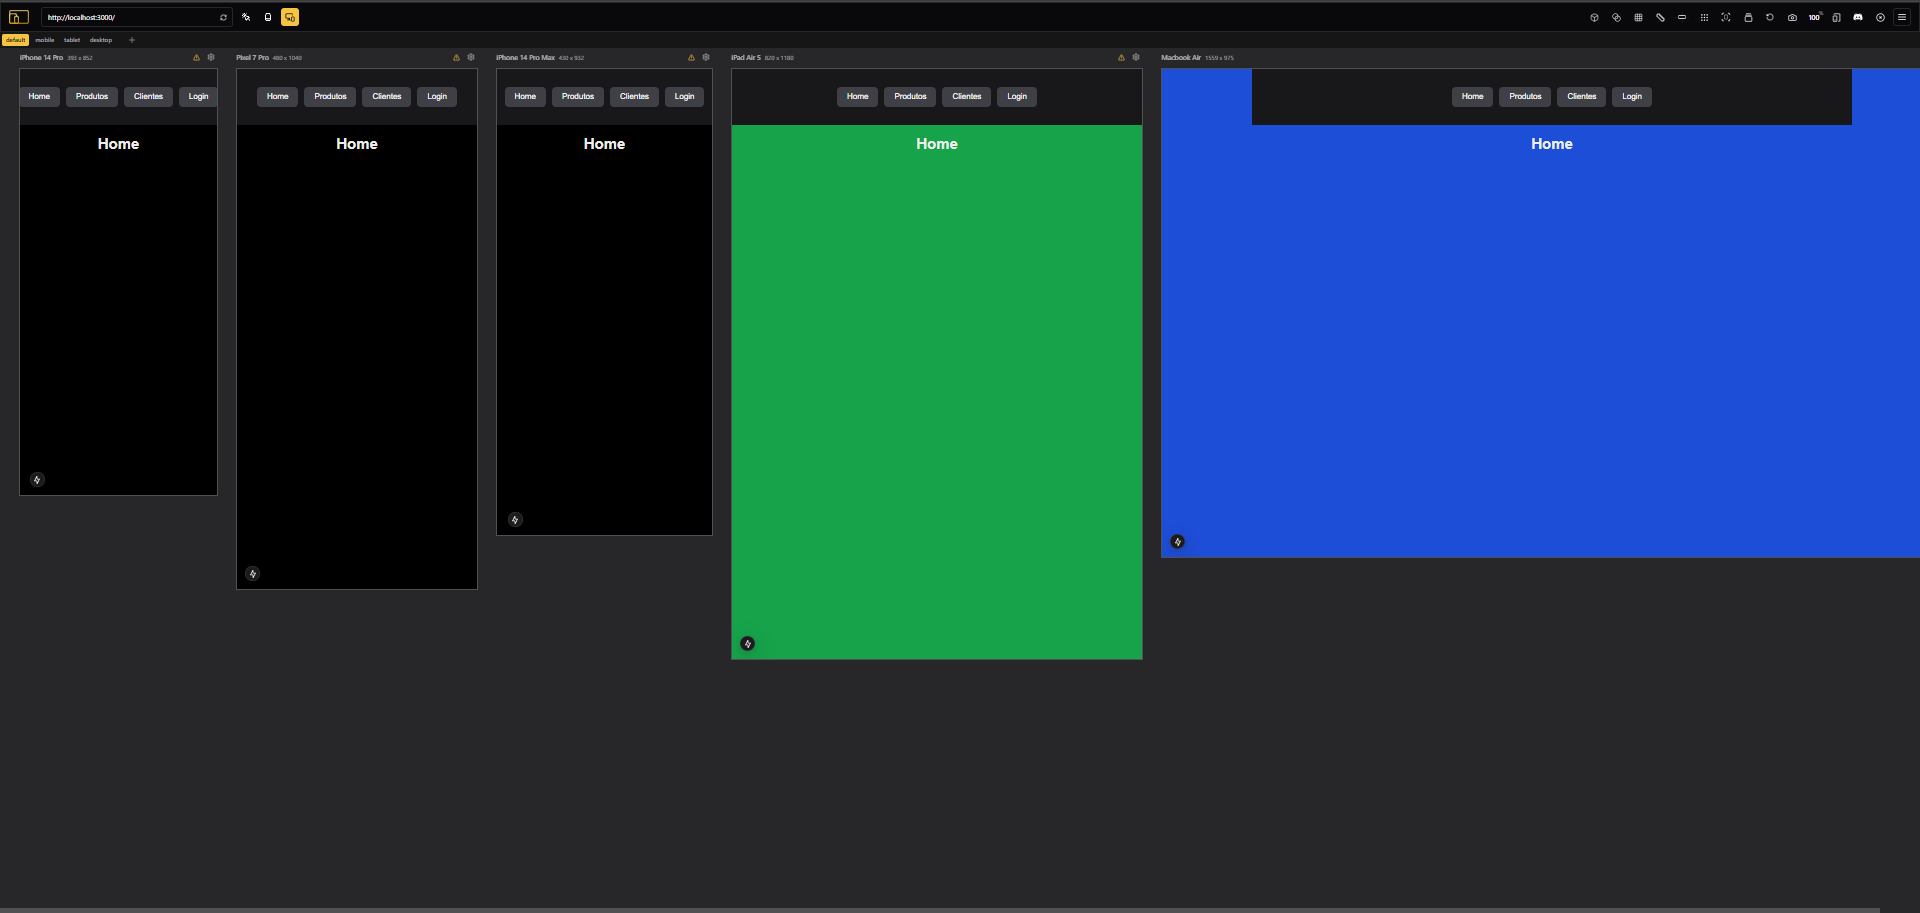 http://localhost:3000/
100%
default mobile tablet desktop +
iPhone 14 Pro 393 x 852
Home Produtos Clientes Login
Home
Pixel 7 Pro 480 x 1040
Home Produtos Clientes Login
Home
iPhone 14 Pro Max 430 x 932
Home Produtos Clientes Login
Home
iPad Air 5 820 x 1180
Home Produtos Clientes Login
Home
Macbook Air 1559 x 975
Home Produtos Clientes Login
Home